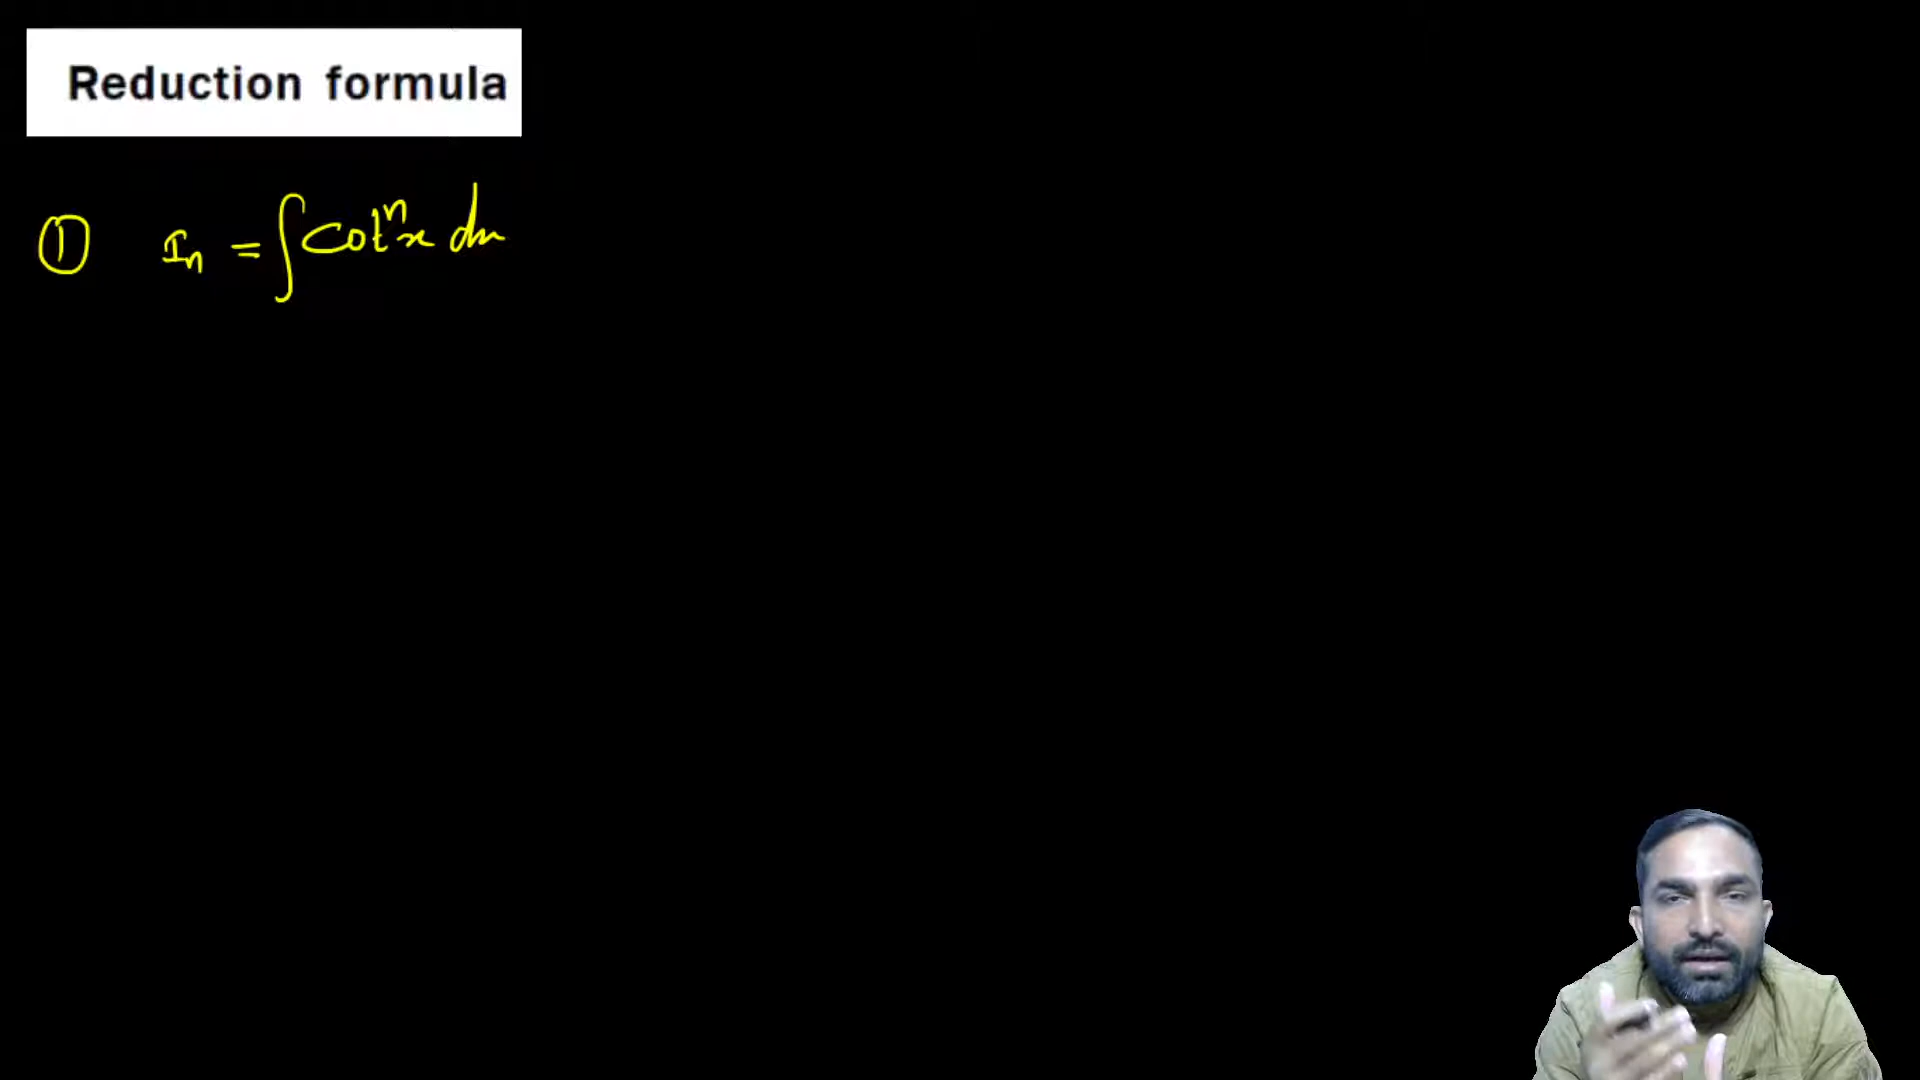 Reduction formula
① Iₙ = ∫ Cotⁿx dx